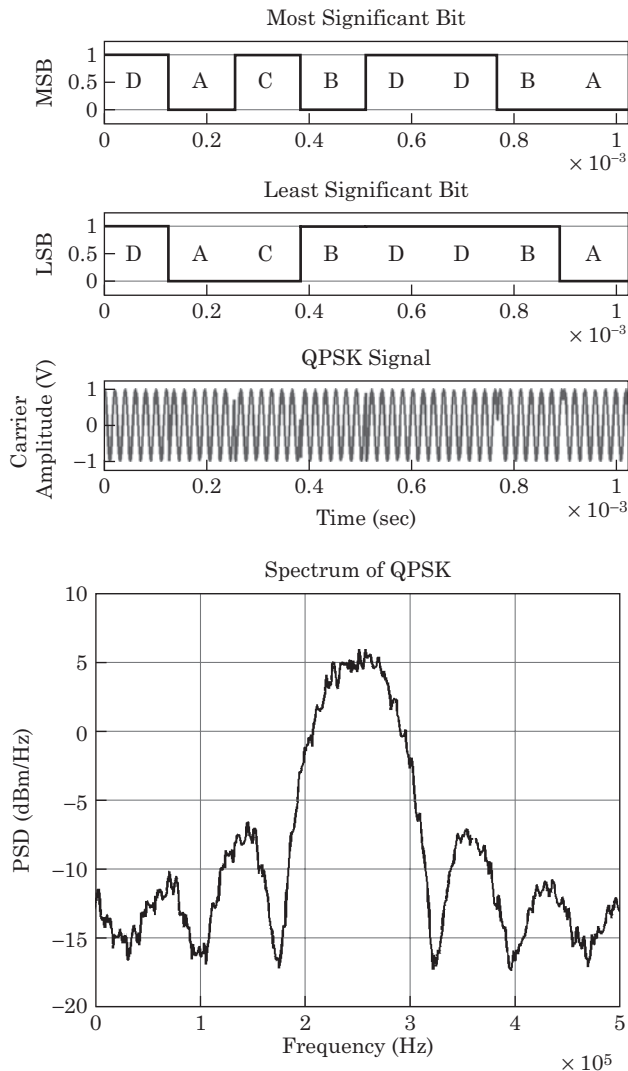 Most Significant Bit
MSB
1
0.5
0
D A C B D D B A
0 0.2 0.4 0.6 0.8 1
× 10⁻³
Least Significant Bit
LSB
1
0.5
0
D A C B D D B A
0 0.2 0.4 0.6 0.8 1
× 10⁻³
QPSK Signal
Carrier
Amplitude (V)
1
0
−1
0 0.2 0.4 0.6 0.8 1
Time (sec)
× 10⁻³
Spectrum of QPSK
PSD (dBm/Hz)
10
5
0
−5
−10
−15
−20
0 1 2 3 4 5
Frequency (Hz)
× 10⁵